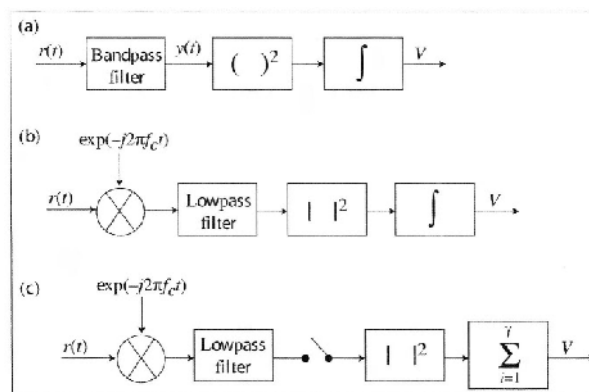 (a)
r(t) Bandpass filter y(t) ( )² ∫ V
(b)
exp(−j2πf_c t)
r(t) Lowpass filter | |² ∫ V
(c)
exp(−j2πf_c t)
r(t) Lowpass filter | |² ∑ i=1 V